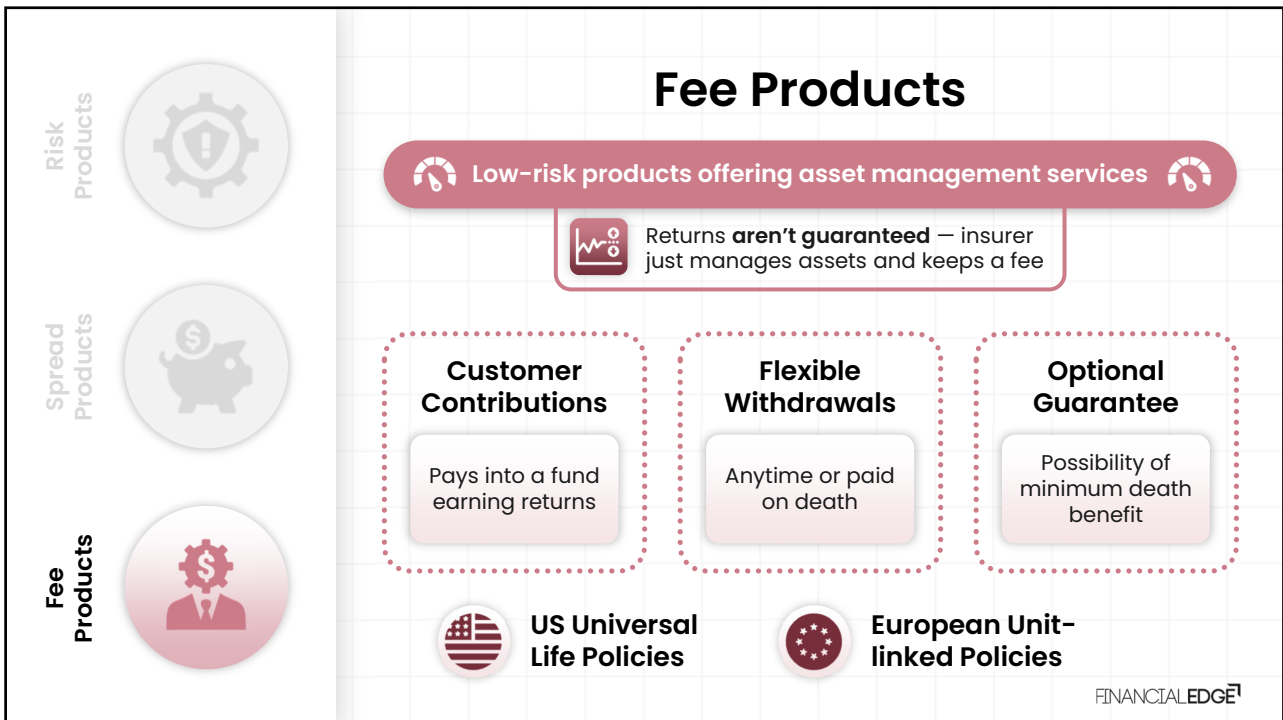 Risk
Products
Spread
Products
Fee
Products
Fee Products
Low-risk products offering asset management services
Returns aren’t guaranteed — insurer
just manages assets and keeps a fee
Customer
Contributions
Pays into a fund
earning returns
Flexible
Withdrawals
Anytime or paid
on death
Optional
Guarantee
Possibility of
minimum death
benefit
US Universal
Life Policies
European Unit-
linked Policies
FINANCIALEDGE